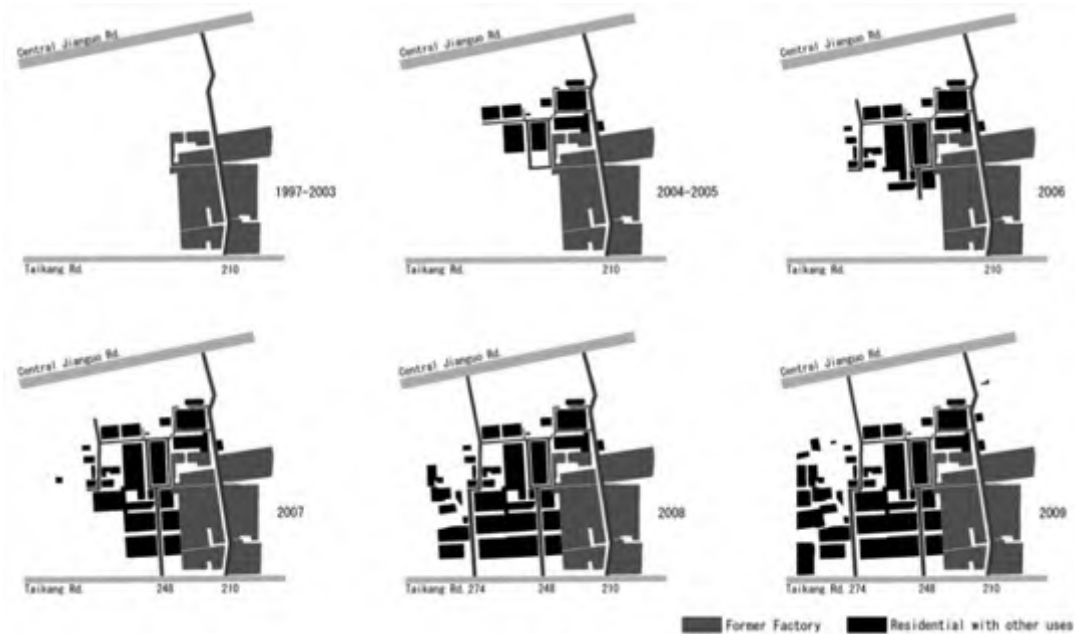 Central Jianguo Rd.
1997-2003
Taikang Rd. 210
Central Jianguo Rd.
2004-2005
Taikang Rd. 210
Central Jianguo Rd.
2006
Taikang Rd. 210
Central Jianguo Rd.
2007
Taikang Rd. 248 210
Central Jianguo Rd.
2008
Taikang Rd. 274 248 210
Central Jianguo Rd.
2009
Taikang Rd. 274 248 210
Former Factory Residential with other uses